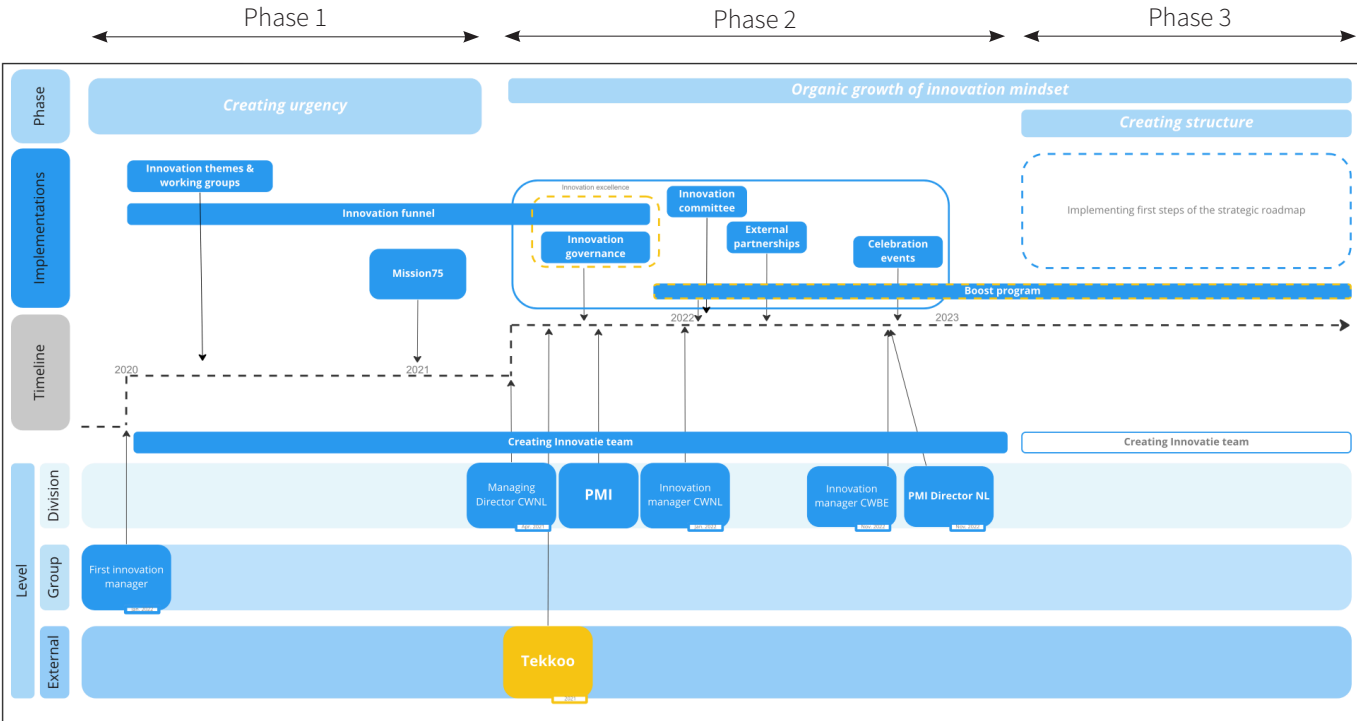 Phase 1
Phase 2
Phase 3
Phase
Creating urgency
Organic growth of innovation mindset
Creating structure
Implementations
Innovation themes &
working groups
Innovation funnel
Mission75
Innovation excellence
Innovation
governance
Innovation
committee
External
partnerships
Celebration
events
Boost program
Implementing first steps of the strategic roadmap
Timeline
2020
2021
2022
2023
Creating Innovatie team
Creating Innovatie team
Level
Division
Managing
Director CWNL
PMI
Innovation
manager CWNL
Innovation
manager CWBE
PMI Director NL
Group
First innovation
manager
External
Tekkoo
2021